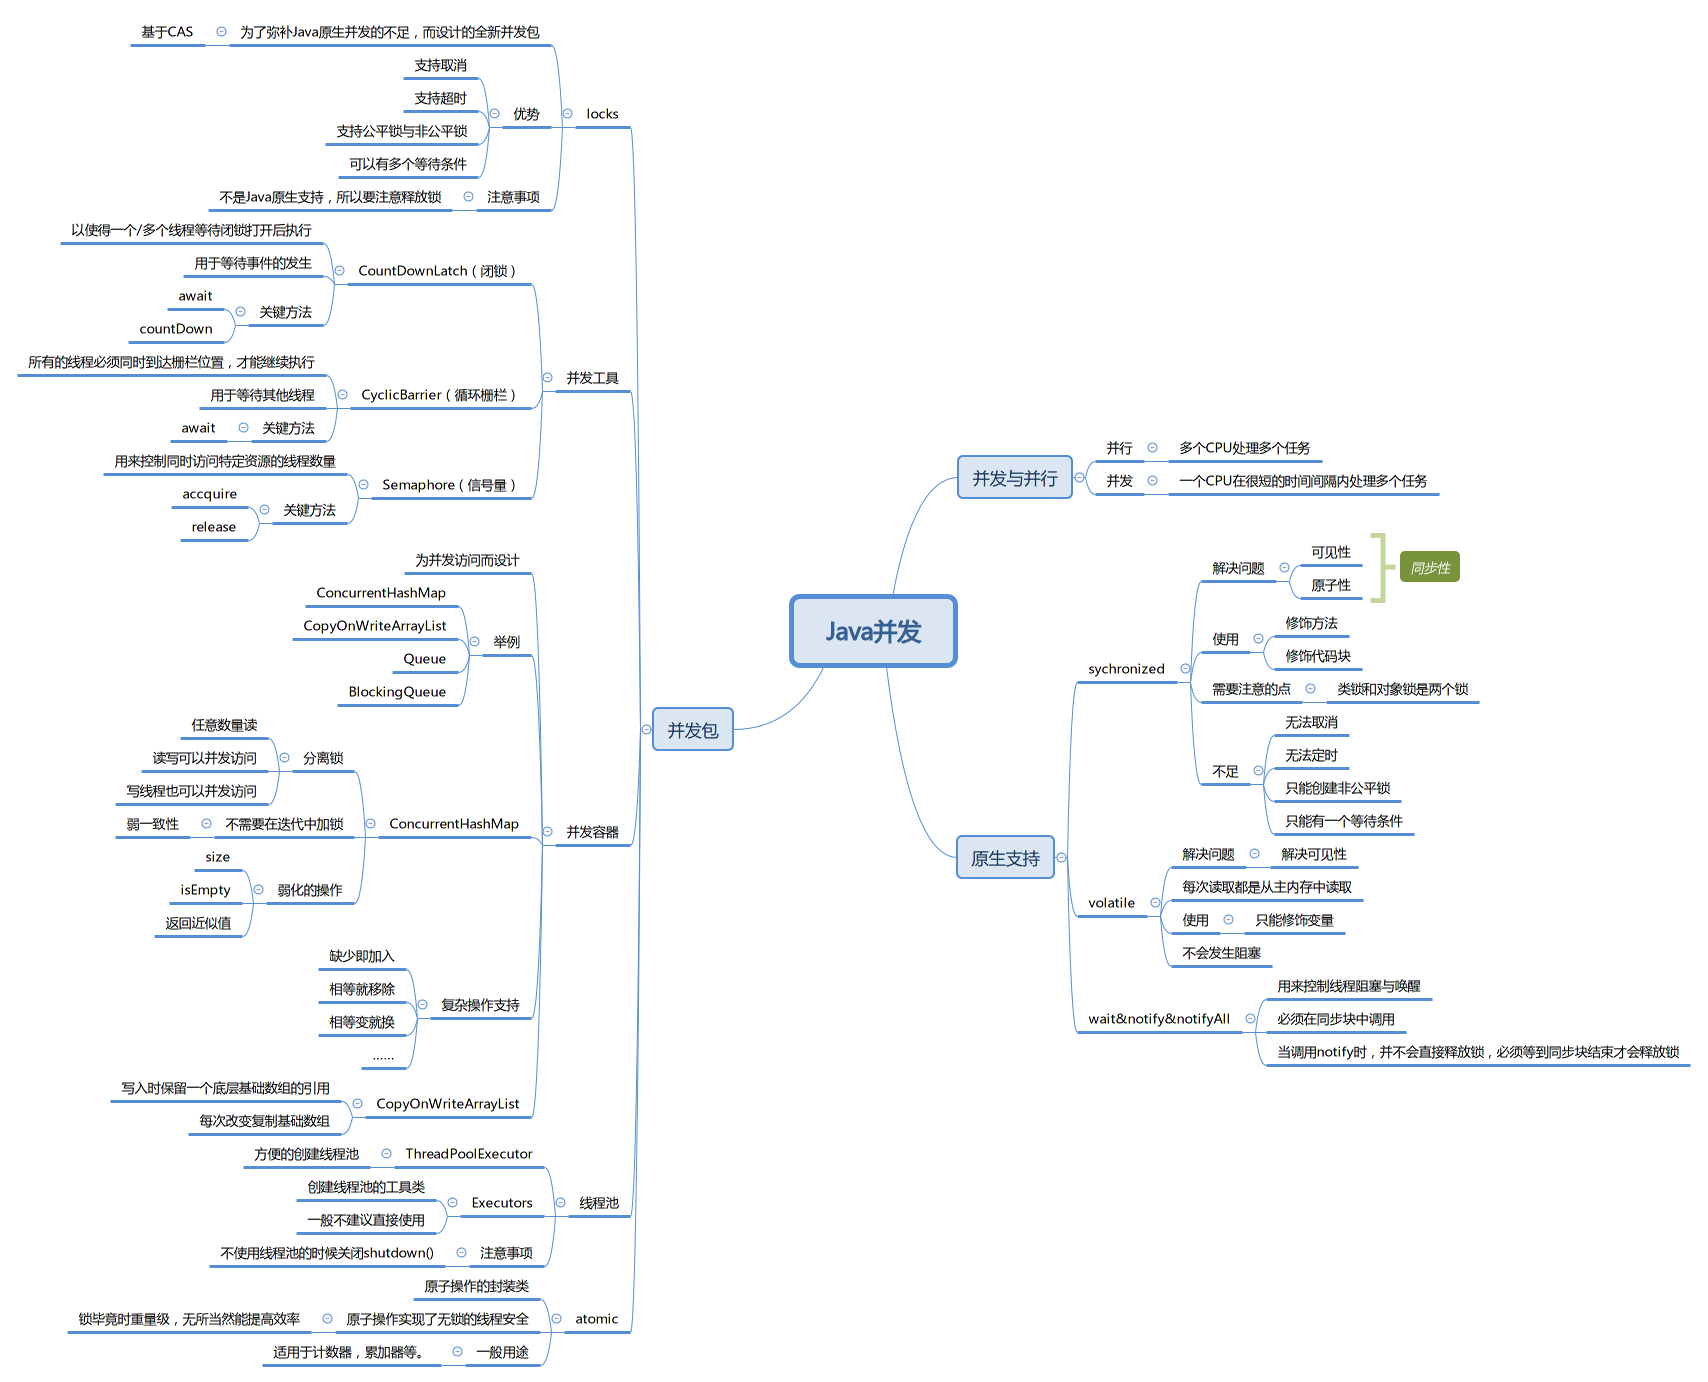 Java并发
并发与并行
并行
多个CPU处理多个任务
并发
一个CPU在很短的时间间隔内处理多个任务
原生支持
sychronized
解决问题
可见性
原子性
同步性
使用
修饰方法
修饰代码块
需要注意的点
类锁和对象锁是两个锁
不足
无法取消
无法定时
只能创建非公平锁
只能有一个等待条件
volatile
解决问题
解决可见性
每次读取都是从主内存中读取
使用
只能修饰变量
不会发生阻塞
wait&notify&notifyAll
用来控制线程阻塞与唤醒
必须在同步块中调用
当调用notify时，并不会直接释放锁，必须等到同步块结束才会释放锁
并发包
locks
为了弥补Java原生并发的不足，而设计的全新并发包
基于CAS
优势
支持取消
支持超时
支持公平锁与非公平锁
可以有多个等待条件
注意事项
不是Java原生支持，所以要注意释放锁
并发工具
CountDownLatch（闭锁）
以使得一个/多个线程等待闭锁打开后执行
用于等待事件的发生
关键方法
await
countDown
CyclicBarrier（循环栅栏）
所有的线程必须同时到达栅栏位置，才能继续执行
用于等待其他线程
关键方法
await
Semaphore（信号量）
用来控制同时访问特定资源的线程数量
关键方法
accquire
release
并发容器
为并发访问而设计
举例
ConcurrentHashMap
CopyOnWriteArrayList
Queue
BlockingQueue
ConcurrentHashMap
分离锁
任意数量读
读写可以并发访问
写线程也可以并发访问
不需要在迭代中加锁
弱一致性
弱化的操作
size
isEmpty
返回近似值
复杂操作支持
缺少即加入
相等就移除
相等变就换
......
CopyOnWriteArrayList
写入时保留一个底层基础数组的引用
每次改变复制基础数组
线程池
ThreadPoolExecutor
方便的创建线程池
Executors
创建线程池的工具类
一般不建议直接使用
注意事项
不使用线程池的时候关闭shutdown()
atomic
原子操作的封装类
原子操作实现了无锁的线程安全
锁毕竟时重量级，无所当然能提高效率
一般用途
适用于计数器，累加器等。